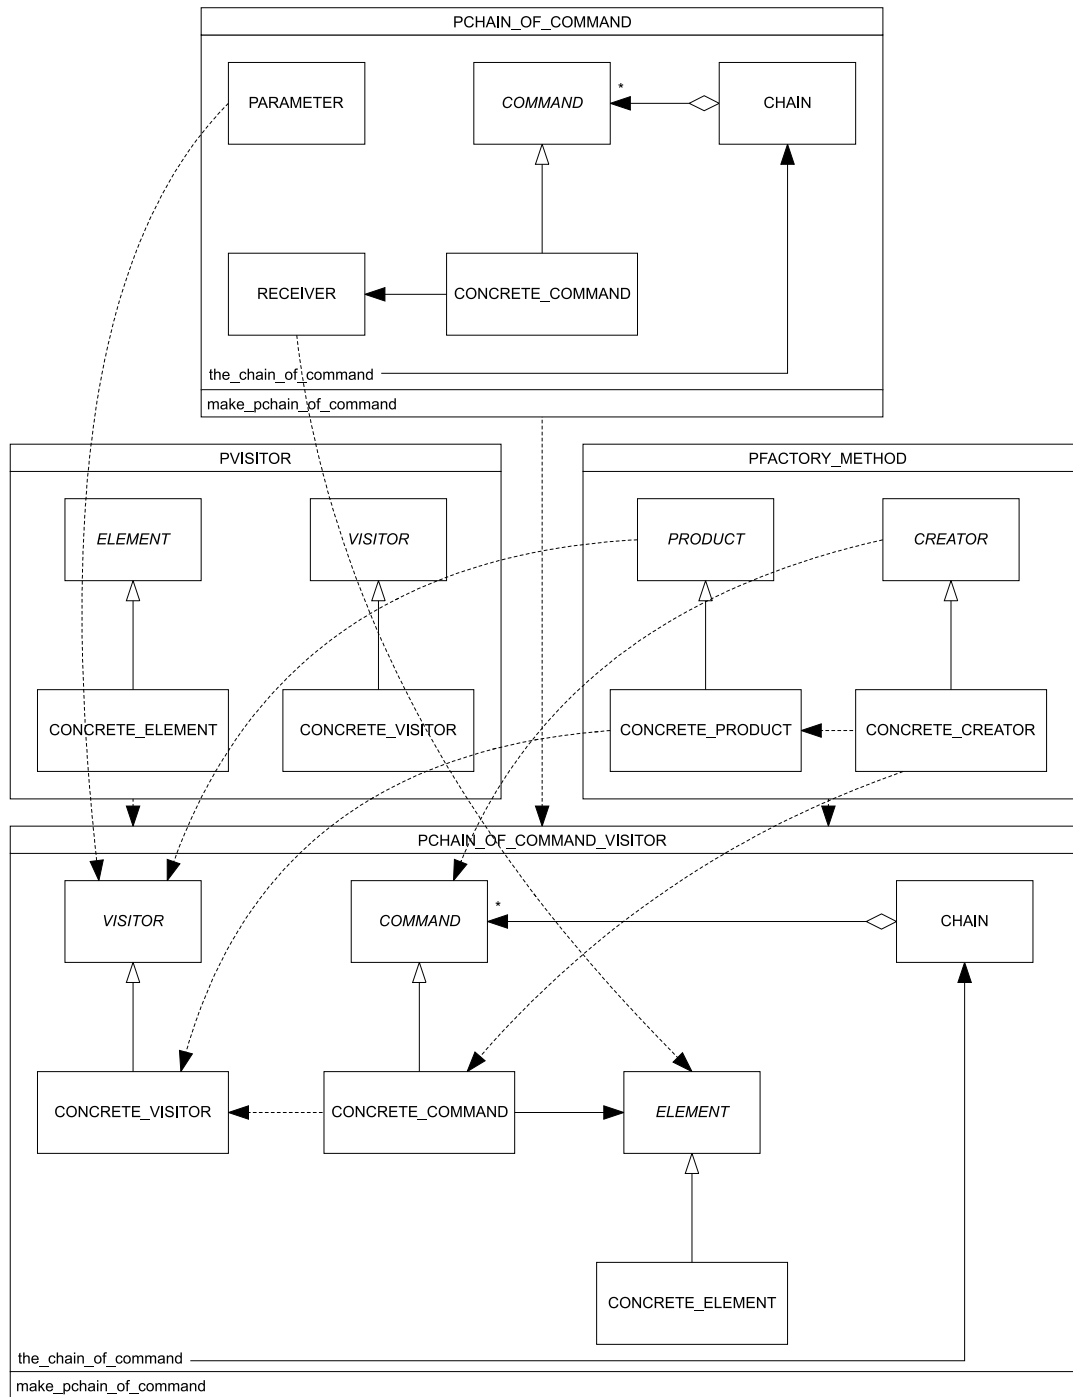 PCHAIN_OF_COMMAND
PARAMETER
COMMAND
*
CHAIN
RECEIVER
CONCRETE_COMMAND
the_chain_of_command
make_pchain_of_command
PVISITOR
PFACTORY_METHOD
ELEMENT
VISITOR
PRODUCT
CREATOR
CONCRETE_ELEMENT
CONCRETE_VISITOR
CONCRETE_PRODUCT
CONCRETE_CREATOR
PCHAIN_OF_COMMAND_VISITOR
VISITOR
COMMAND
*
CHAIN
CONCRETE_VISITOR
CONCRETE_COMMAND
ELEMENT
CONCRETE_ELEMENT
the_chain_of_command
make_pchain_of_command